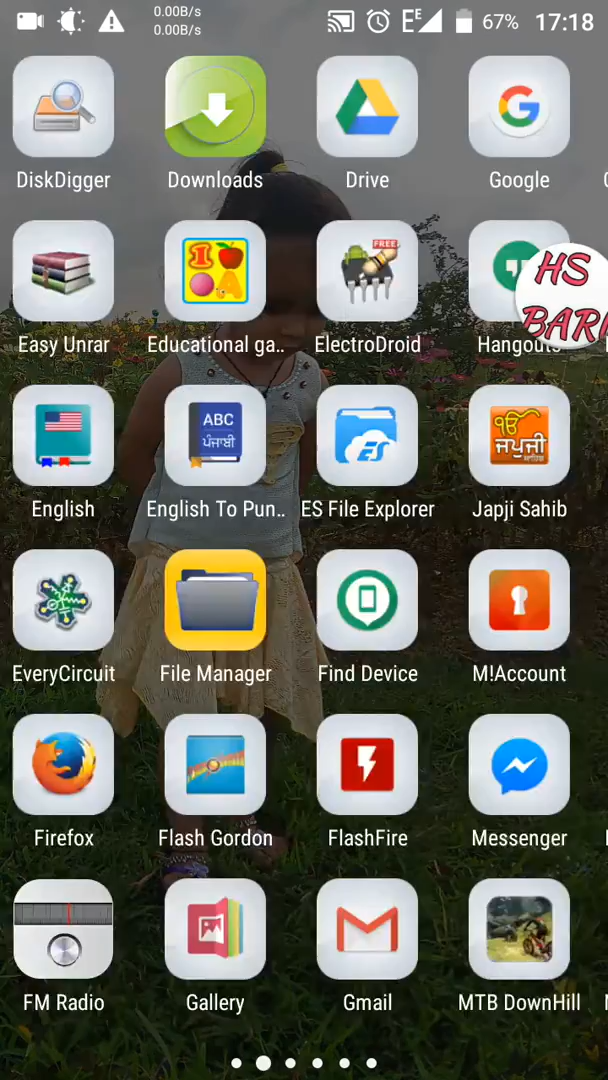 0.00B/s
0.00B/s
E E 67% 17:18
DiskDigger Downloads Drive Google
FREE
HS
BAR
Easy Unrar Educational ga.. ElectroDroid Hangouts
ABC
ਪੰਜਾਬੀ
ES
ੴ
ਜਪੁਜੀ
ਸਾਹਿਬ
English English To Pun.. ES File Explorer Japji Sahib
EveryCircuit File Manager Find Device M!Account
Firefox Flash Gordon FlashFire Messenger
FM Radio Gallery Gmail MTB DownHill